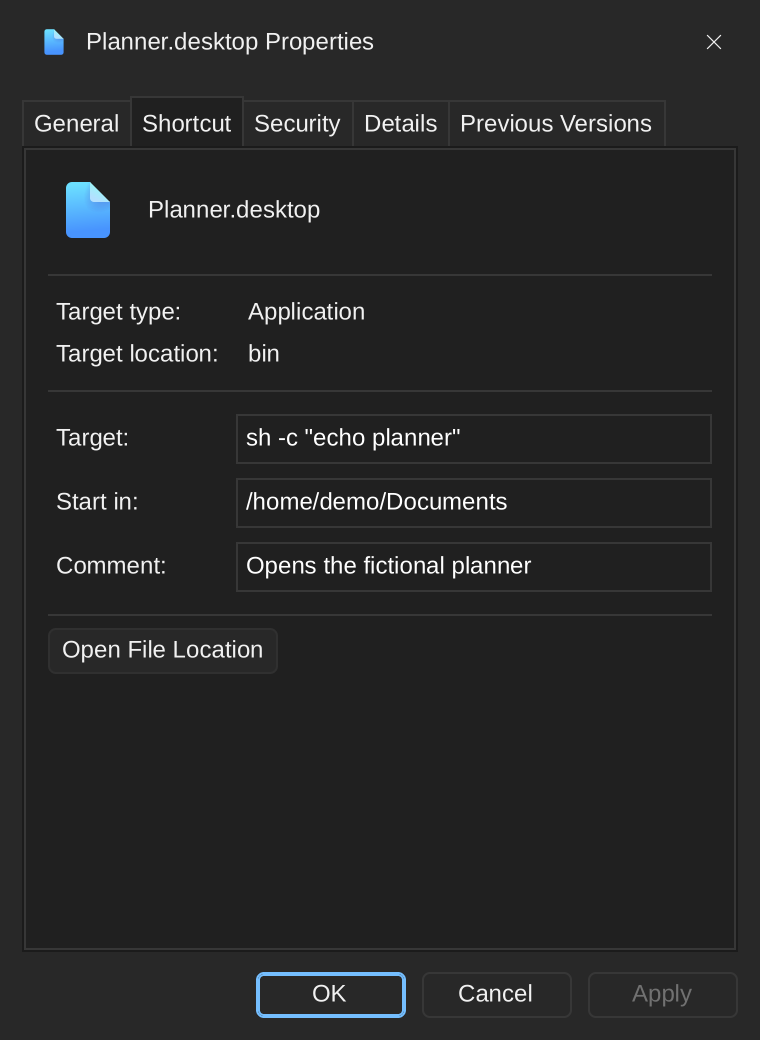 Planner.desktop Properties
General Shortcut Security Details Previous Versions
Planner.desktop
Target type: Application
Target location: bin
Target: sh -c "echo planner"
Start in: /home/demo/Documents
Comment: Opens the fictional planner
Open File Location
OK Cancel Apply